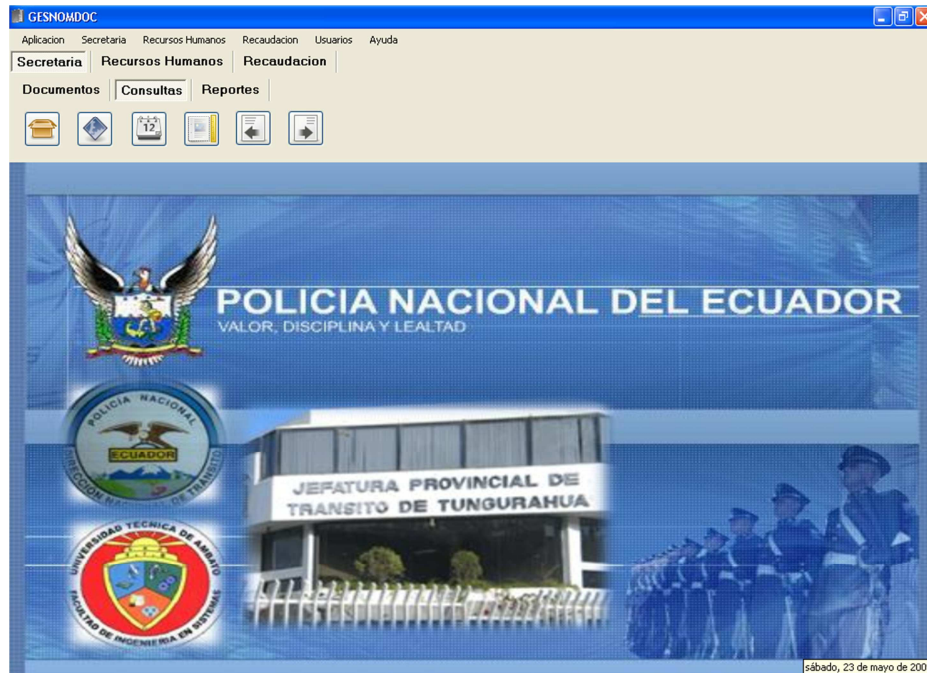 GESNOMDOC
Aplicacion Secretaria Recursos Humanos Recaudacion Usuarios Ayuda
Secretaria Recursos Humanos Recaudacion
Documentos Consultas Reportes
12
POLICIA NACIONAL DEL ECUADOR
VALOR, DISCIPLINA Y LEALTAD
POLICIA NACIONAL
ECUADOR
DIRECCION NACIONAL DE TRANSITO
JEFATURA PROVINCIAL DE
TRANSITO DE TUNGURAHUA
UNIVERSIDAD TECNICA DE AMBATO
FACULTAD DE INGENIERIA EN SISTEMAS
sábado, 23 de mayo de 200